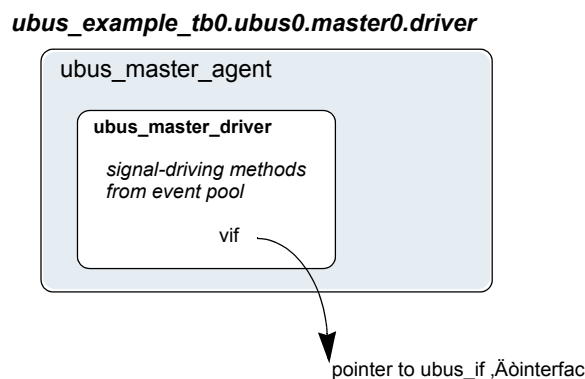 ubus_example_tb0.ubus0.master0.driver
ubus_master_agent
ubus_master_driver
signal-driving methods
from event pool
vif
pointer to ubus_if ‚Äòinterfac